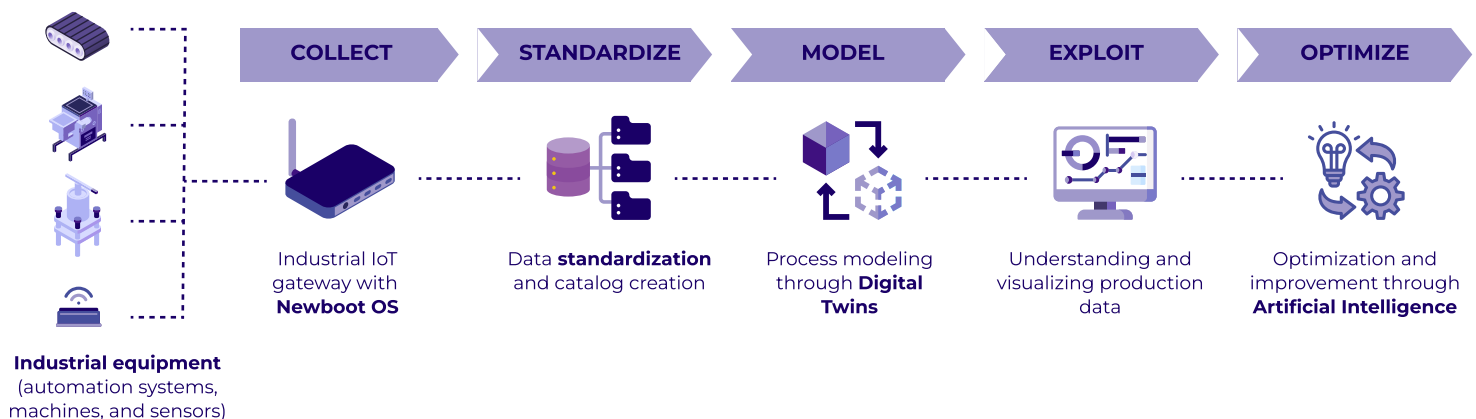 COLLECT
STANDARDIZE
MODEL
EXPLOIT
OPTIMIZE
Industrial equipment
(automation systems,
machines, and sensors)
Industrial IoT
gateway with
Newboot OS
Data standardization
and catalog creation
Process modeling
through Digital
Twins
Understanding and
visualizing production
data
Optimization and
improvement through
Artificial Intelligence